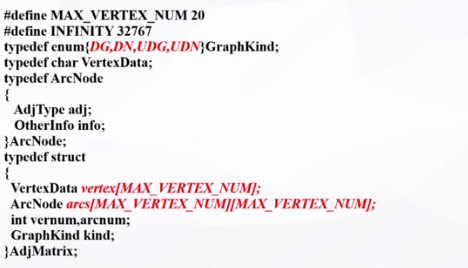 #define MAX_VERTEX_NUM 20
#define INFINITY 32767
typedef enum{DG,DN,UDG,UDN}GraphKind;
typedef char VertexData;
typedef ArcNode
{
AdjType adj;
OtherInfo info;
}ArcNode;
typedef struct
{
VertexData vertex[MAX_VERTEX_NUM];
ArcNode arcs[MAX_VERTEX_NUM][MAX_VERTEX_NUM];
int vernum,arcnum;
GraphKind kind;
}AdjMatrix;